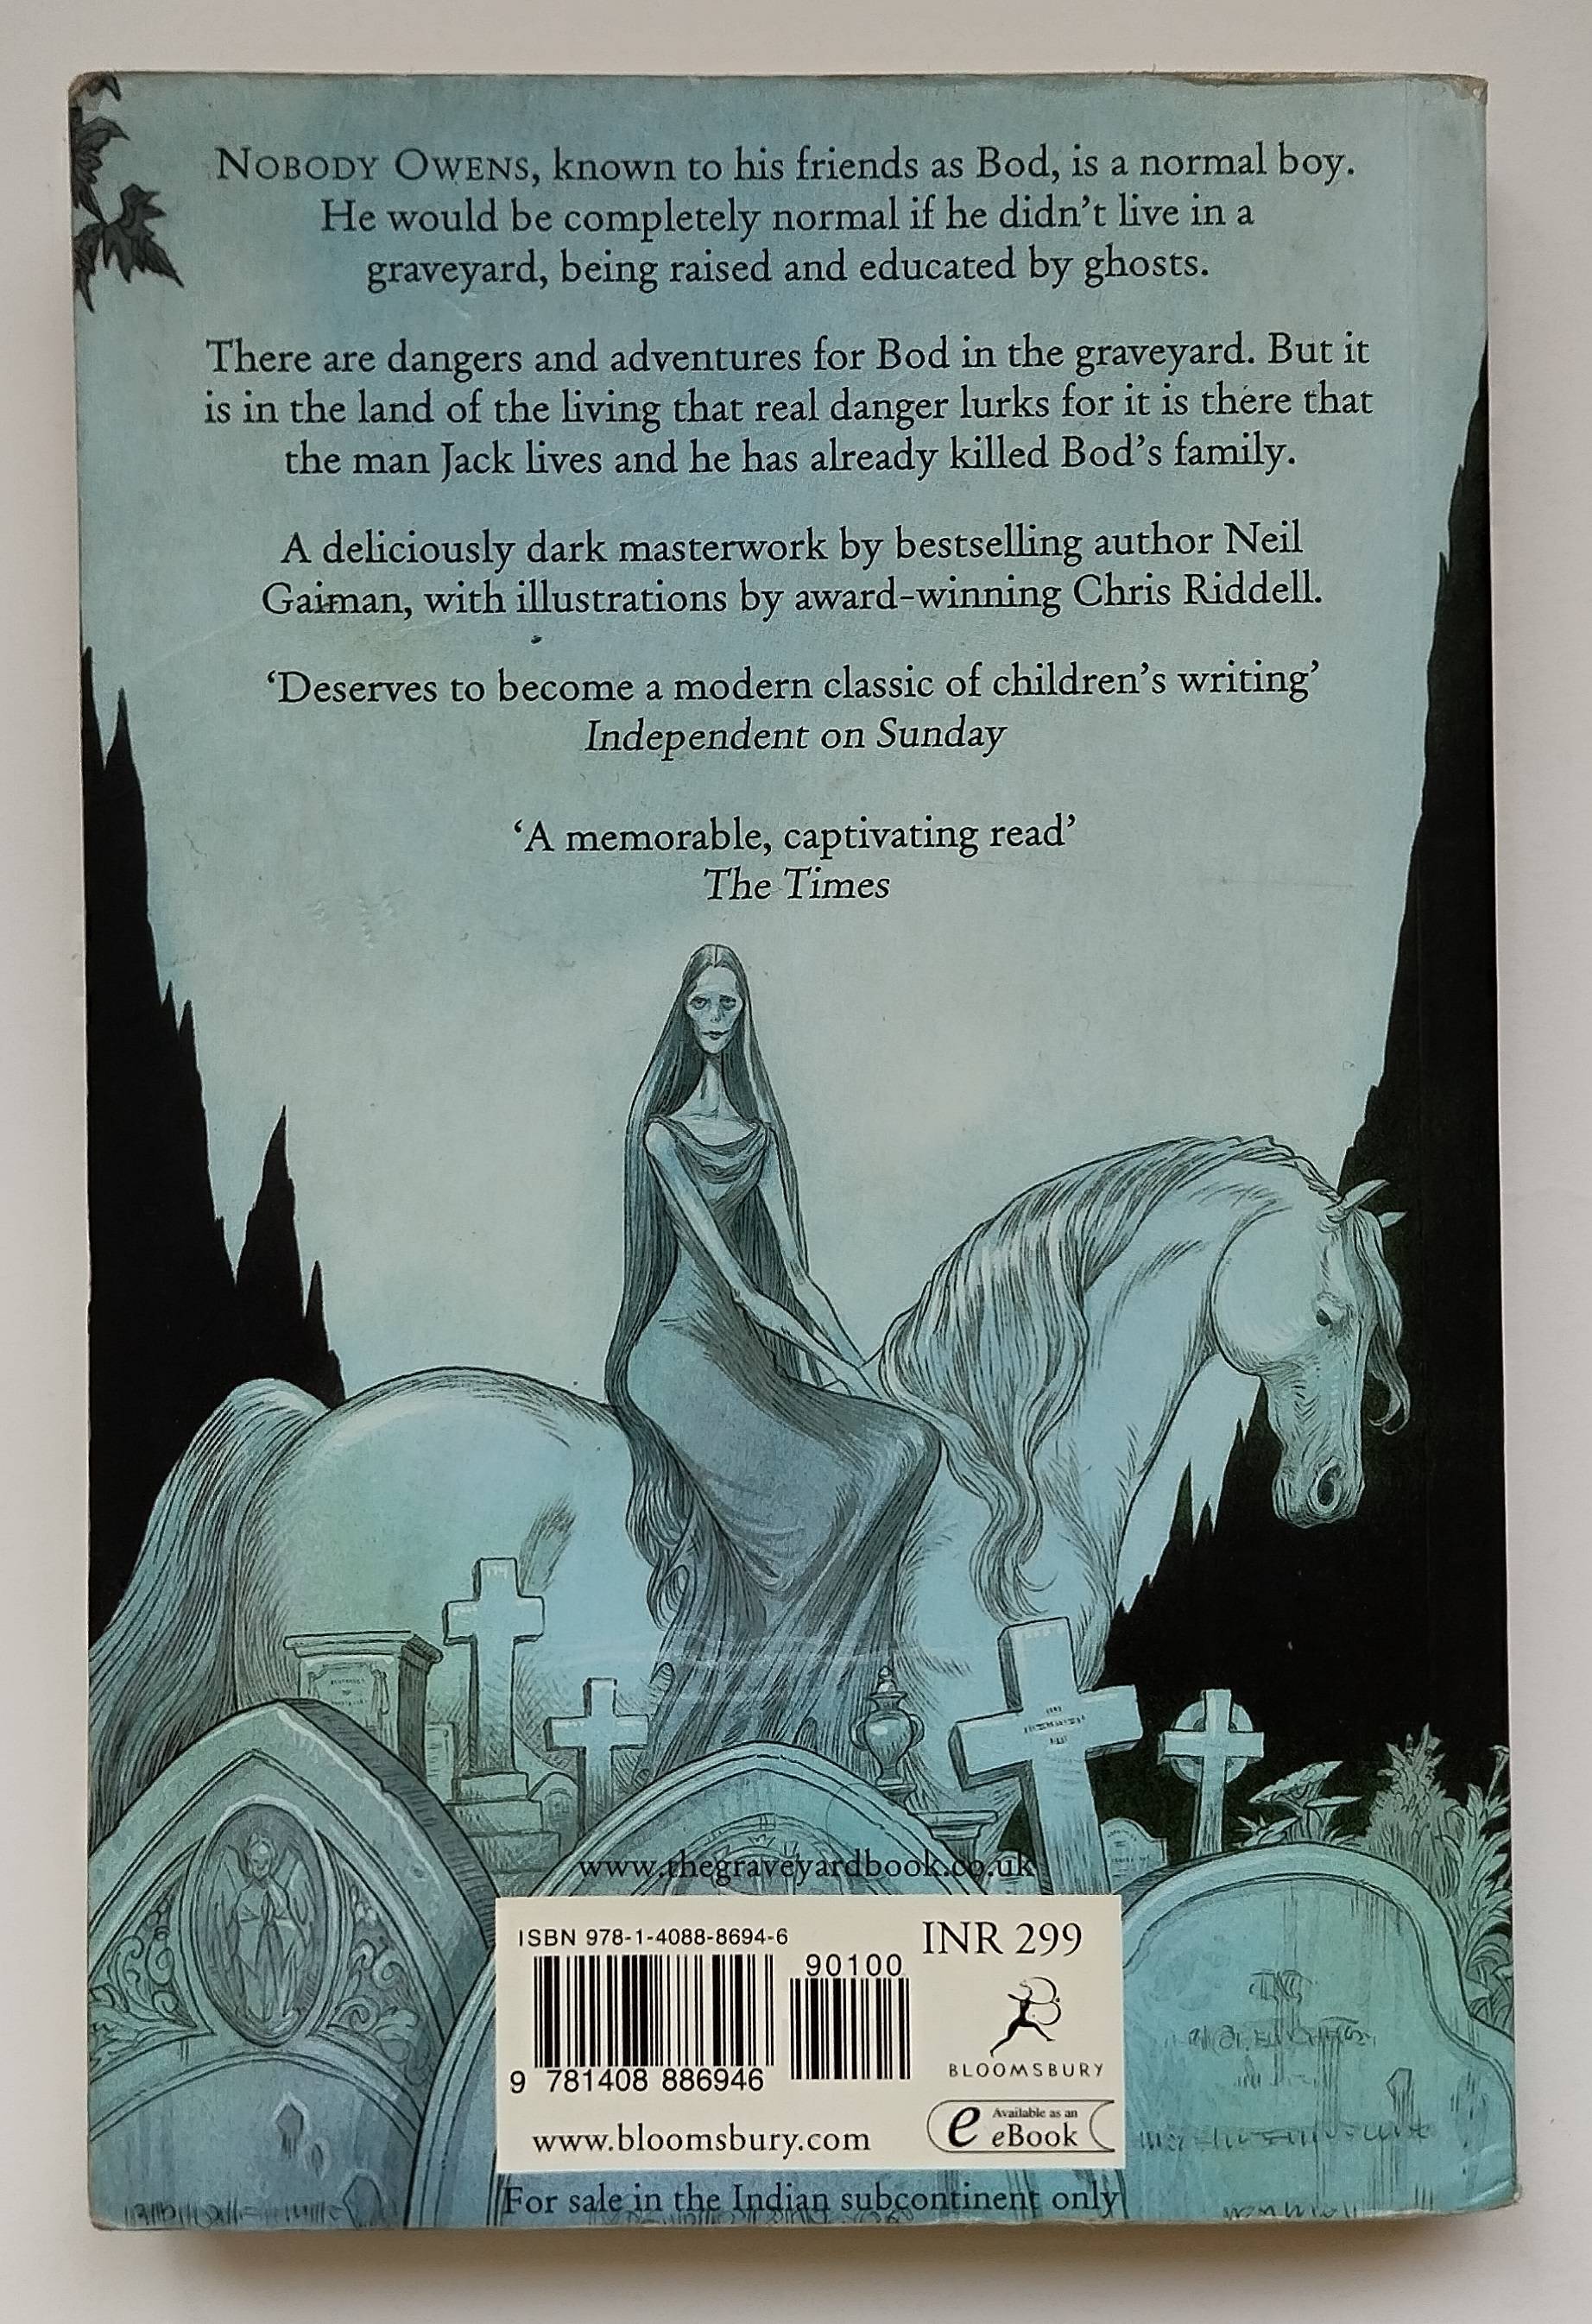 NOBODY OWENS, known to his friends as Bod, is a normal boy.
He would be completely normal if he didn't live in a
graveyard, being raised and educated by ghosts.
There are dangers and adventures for Bod in the graveyard. But it
is in the land of the living that real danger lurks for it is there that
the man Jack lives and he has already killed Bod's family.
A deliciously dark masterwork by bestselling author Neil
Gaiman, with illustrations by award-winning Chris Riddell.
‘Deserves to become a modern classic of children's writing’
Independent on Sunday
‘A memorable, captivating read’
The Times
www.thegraveyardbook.co.uk
ISBN 978-1-4088-8694-6
INR 299
90100
9 781408 886946
BLOOMSBURY
www.bloomsbury.com
e Available as an
eBook
For sale in the Indian subcontinent only